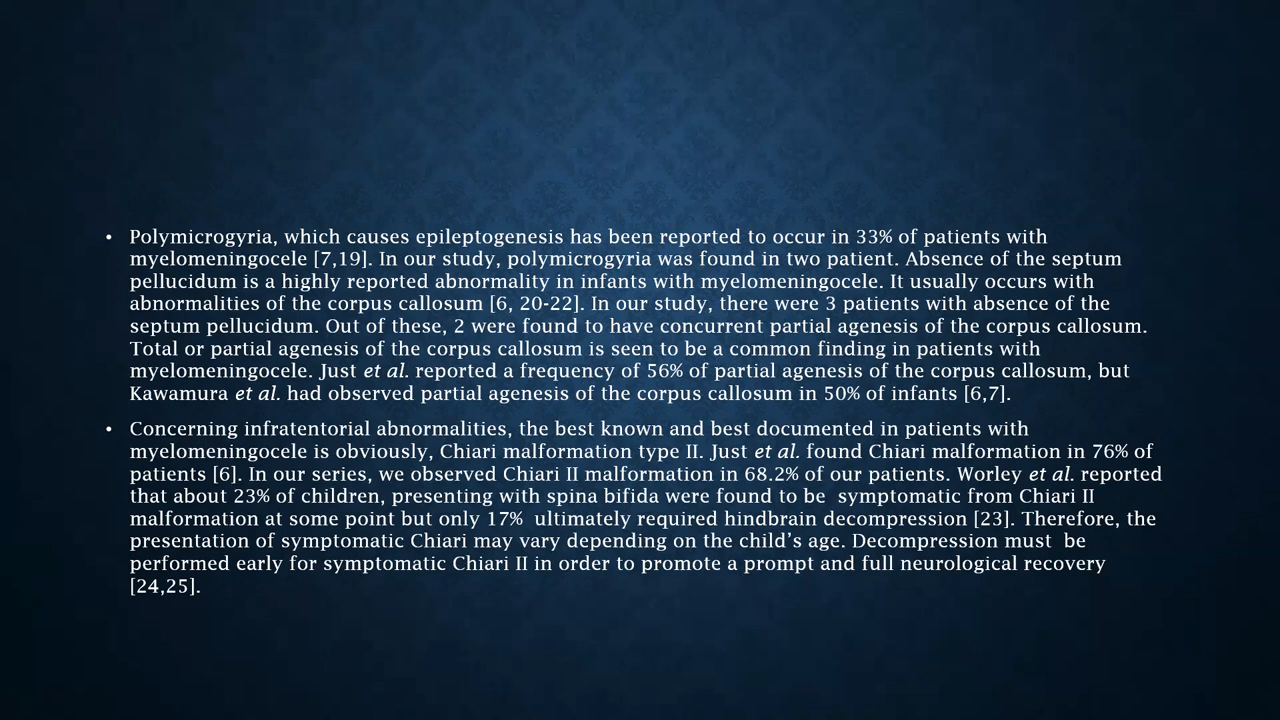 • Polymicrogyria, which causes epileptogenesis has been reported to occur in 33% of patients with
myelomeningocele [7,19]. In our study, polymicrogyria was found in two patient. Absence of the septum
pellucidum is a highly reported abnormality in infants with myelomeningocele. It usually occurs with
abnormalities of the corpus callosum [6, 20-22]. In our study, there were 3 patients with absence of the
septum pellucidum. Out of these, 2 were found to have concurrent partial agenesis of the corpus callosum.
Total or partial agenesis of the corpus callosum is seen to be a common finding in patients with
myelomeningocele. Just et al. reported a frequency of 56% of partial agenesis of the corpus callosum, but
Kawamura et al. had observed partial agenesis of the corpus callosum in 50% of infants [6,7].
• Concerning infratentorial abnormalities, the best known and best documented in patients with
myelomeningocele is obviously, Chiari malformation type II. Just et al. found Chiari malformation in 76% of
patients [6]. In our series, we observed Chiari II malformation in 68.2% of our patients. Worley et al. reported
that about 23% of children, presenting with spina bifida were found to be  symptomatic from Chiari II
malformation at some point but only 17%  ultimately required hindbrain decompression [23]. Therefore, the
presentation of symptomatic Chiari may vary depending on the child's age. Decompression must  be
performed early for symptomatic Chiari II in order to promote a prompt and full neurological recovery
[24,25].